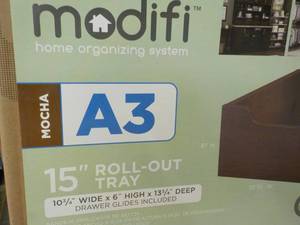 modifi™
home organizing system
MOCHA
A3
15" ROLL-OUT
TRAY
10¾" WIDE x 6" HIGH x 13¾" DEEP
DRAWER GLIDES INCLUDED